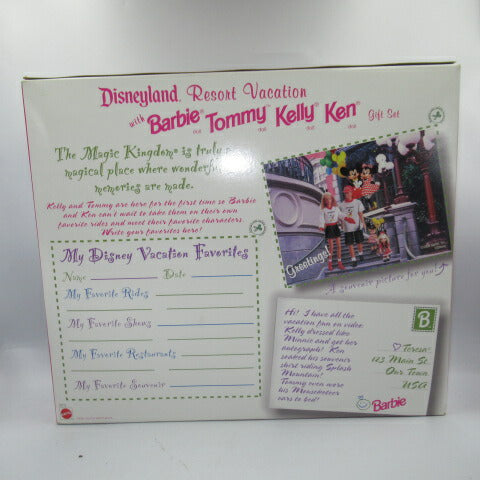 Disneyland® Resort Vacation
with Barbie® Tommy® Kelly® Ken® Gift Set
doll doll doll doll
The Magic Kingdom® is truly
magical place where wonderful
memories are made.
Kelly and Tommy are here for the first time so Barbie
and Ken can't wait to take them on their own
favorite rides and meet their favorite characters.
Write your favorites here!
My Disney Vacation Favorites
Name Date
My Favorite Rides
My Favorite Shows
My Favorite Restaurants
My Favorite Souvenir
Greetings!
A souvenir picture for you!
Hi! I have all the
vacation fun on video.
Kelly dressed like
Minnie and got her
autograph! Ken
soaked his souvenir
shirt riding Splash
Mountain!
Tommy even wore
his Mouseketeer
ears to bed!
B
Teresa
123 Main St.
Our Town
USA
Barbie